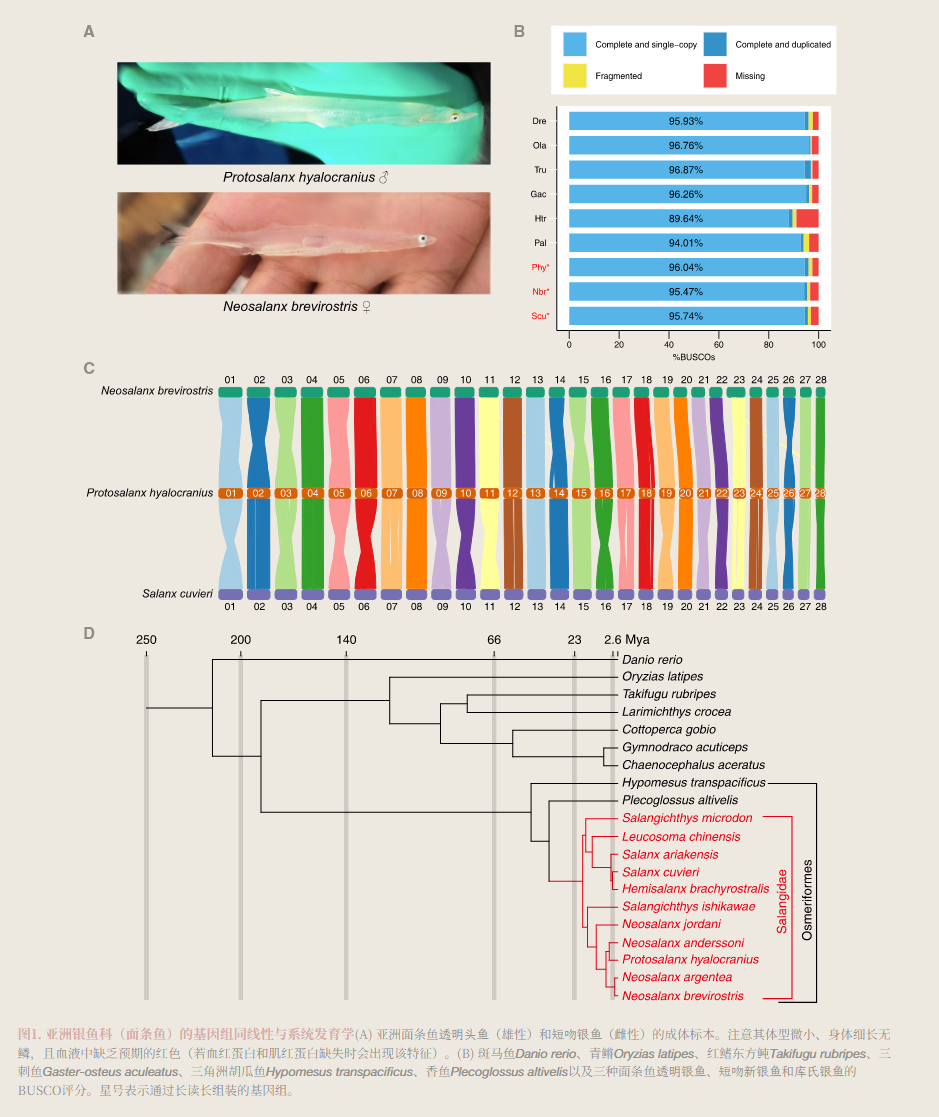 A
Protosalanx hyalocranius ♂
Neosalanx brevirostris ♀
B
Complete and single−copy
Complete and duplicated
Fragmented
Missing
Dre 95.93%
Ola 96.76%
Tru 96.87%
Gac 96.26%
Htr 89.64%
Pal 94.01%
Phy* 96.04%
Nbr* 95.47%
Scu* 95.74%
0 20 40 60 80 100
%BUSCOs
C
01 02 03 04 05 06 07 08 09 10 11 12 13 14 15 16 17 18 19 20 21 22 23 24 25 26 27 28
Neosalanx brevirostris
Protosalanx hyalocranius 01 02 03 04 05 06 07 08 09 10 11 12 13 14 15 16 17 18 19 20 21 22 23 24 25 26 27 28
Salanx cuvieri
01 02 03 04 05 06 07 08 09 10 11 12 13 14 15 16 17 18 19 20 21 22 23 24 25 26 27 28
D
250 200 140 66 23 2.6 Mya
Danio rerio
Oryzias latipes
Takifugu rubripes
Larimichthys crocea
Cottoperca gobio
Gymnodraco acuticeps
Chaenocephalus aceratus
Hypomesus transpacificus
Plecoglossus altivelis
Salangichthys microdon
Leucosoma chinensis
Salanx ariakensis
Salanx cuvieri
Hemisalanx brachyrostralis
Salangichthys ishikawae
Neosalanx jordani
Neosalanx anderssoni
Protosalanx hyalocranius
Neosalanx argentea
Neosalanx brevirostris
Salangidae
Osmeriformes
图1. 亚洲银鱼科（面条鱼）的基因组同线性与系统发育学(A) 亚洲面条鱼透明头鱼（雄性）和短吻银鱼（雌性）的成体标本。注意其体型微小、身体细长无
鳞，且血液中缺乏预期的红色（若血红蛋白和肌红蛋白缺失时会出现该特征）。(B) 斑马鱼Danio rerio、青鳉Oryzias latipes、红鳍东方鲀Takifugu rubripes、三
刺鱼Gaster-osteus aculeatus、三角洲胡瓜鱼Hypomesus transpacificus、香鱼Plecoglossus altivelis以及三种面条鱼透明银鱼、短吻新银鱼和库氏银鱼的
BUSCO评分。星号表示通过长读长组装的基因组。